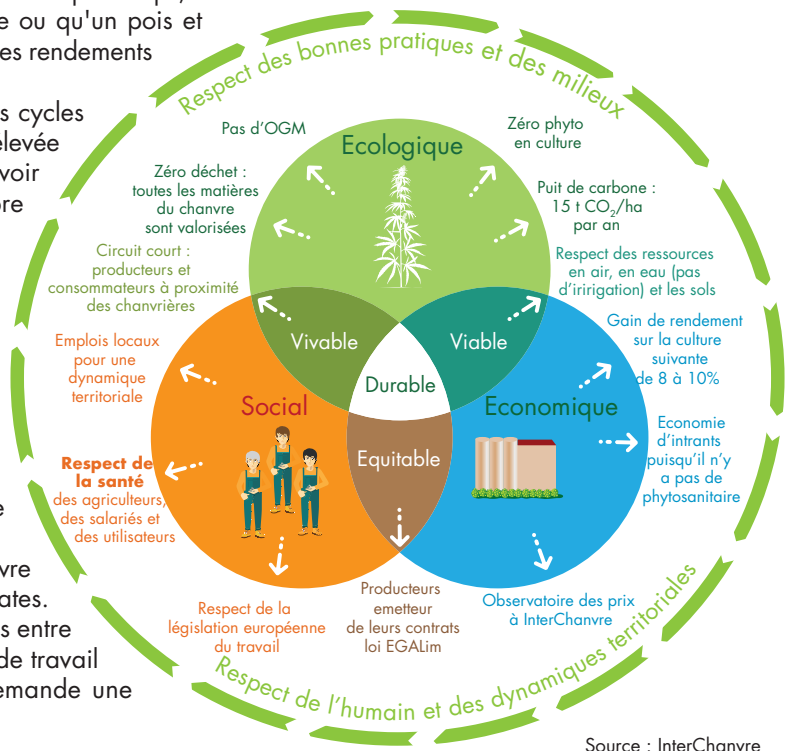 e ou qu'un pois et
es rendements
s cycles
élevée
voir
Respect des bonnes pratiques et des milieux
Pas d'OGM
Ecologique
Zéro phyto
en culture
Zéro déchet :
toutes les matières
du chanvre
sont valorisées
Puit de carbone :
15 t CO₂/ha
par an
Circuit court :
producteurs et
consommateurs à proximité
des chanvrières
Respect des ressources
en air, en eau (pas
d'iririgation) et les sols
Vivable
Viable
Durable
Emplois locaux
pour une
dynamique
territoriale
Gain de rendement
sur la culture
suivante
de 8 à 10%
Social
Economique
Equitable
Respect de
la santé
des agriculteurs,
des salariés et
des utilisateurs
Economie
d'intrants
puisqu'il n'y
a pas de
phytosanitaire
Respect de la
législation européenne
du travail
Producteurs
emetteur
de leurs contrats
loi EGALim
Observatoire des prix
à InterChanvre
e
vre
ates.
s entre
de travail
emande une
Respect de l'humain et des dynamiques territoriales
Source : InterChanvre